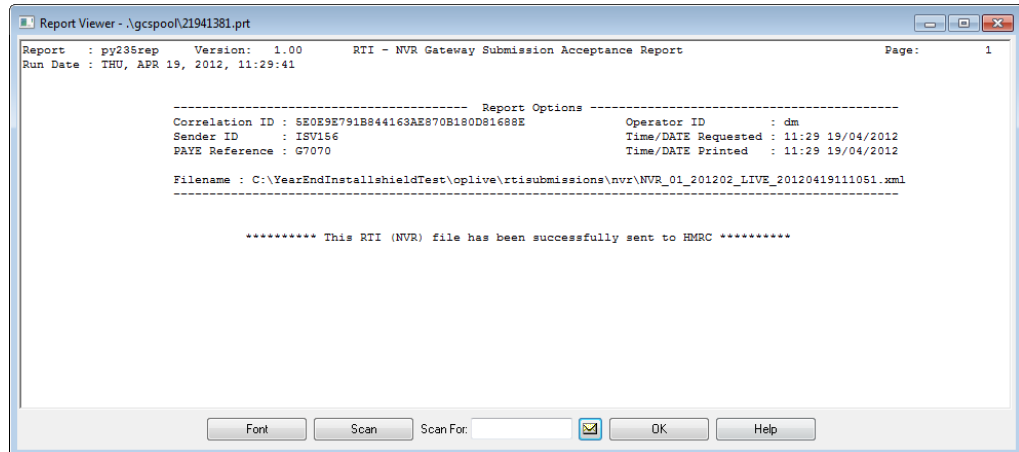 Report Viewer - .\gcspool\21941381.prt
Report : py235rep Version: 1.00 RTI - NVR Gateway Submission Acceptance Report Page: 1
Run Date : THU, APR 19, 2012, 11:29:41
---------------------------------------- Report Options ------------------------------------------
Correlation ID : 5E0E9E791B844163AE870B180D81688E Operator ID : dm
Sender ID : ISV156 Time/DATE Requested : 11:29 19/04/2012
PAYE Reference : G7070 Time/DATE Printed : 11:29 19/04/2012
Filename : C:\YearEndInstallshieldTest\oplive\rtisubmissions\nvr\NVR_01_201202_LIVE_20120419111051.xml
********** This RTI (NVR) file has been successfully sent to HMRC **********
Font Scan Scan For: OK Help